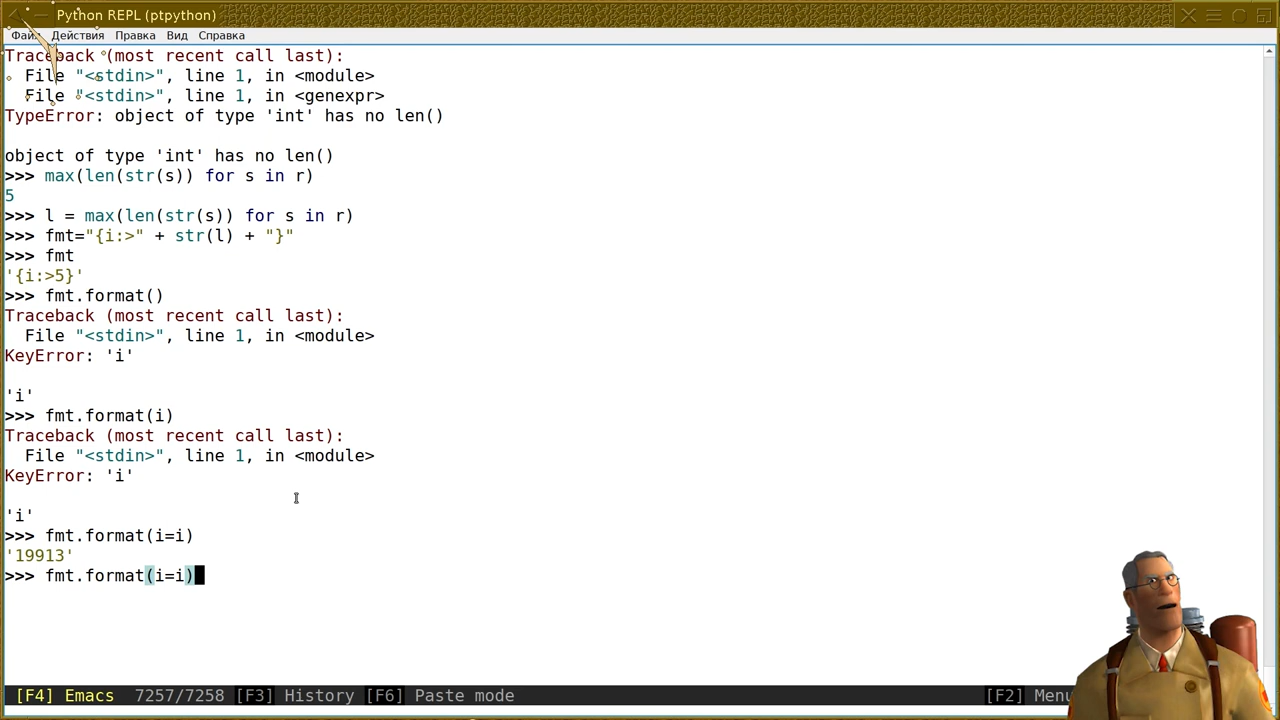 Python REPL (ptpython)
Файл Действия Правка Вид Справка
Traceback (most recent call last):
  File "<stdin>", line 1, in <module>
  File "<stdin>", line 1, in <genexpr>
TypeError: object of type 'int' has no len()
object of type 'int' has no len()
>>> max(len(str(s)) for s in r)
5
>>> l = max(len(str(s)) for s in r)
>>> fmt="{i:>" + str(l) + "}"
>>> fmt
'{i:>5}'
>>> fmt.format()
Traceback (most recent call last):
  File "<stdin>", line 1, in <module>
KeyError: 'i'
'i'
>>> fmt.format(i)
Traceback (most recent call last):
  File "<stdin>", line 1, in <module>
KeyError: 'i'
'i'
>>> fmt.format(i=i)
'19913'
>>> fmt.format(i=i)
[F4] Emacs 7257/7258 [F3] History [F6] Paste mode [F2] Menu